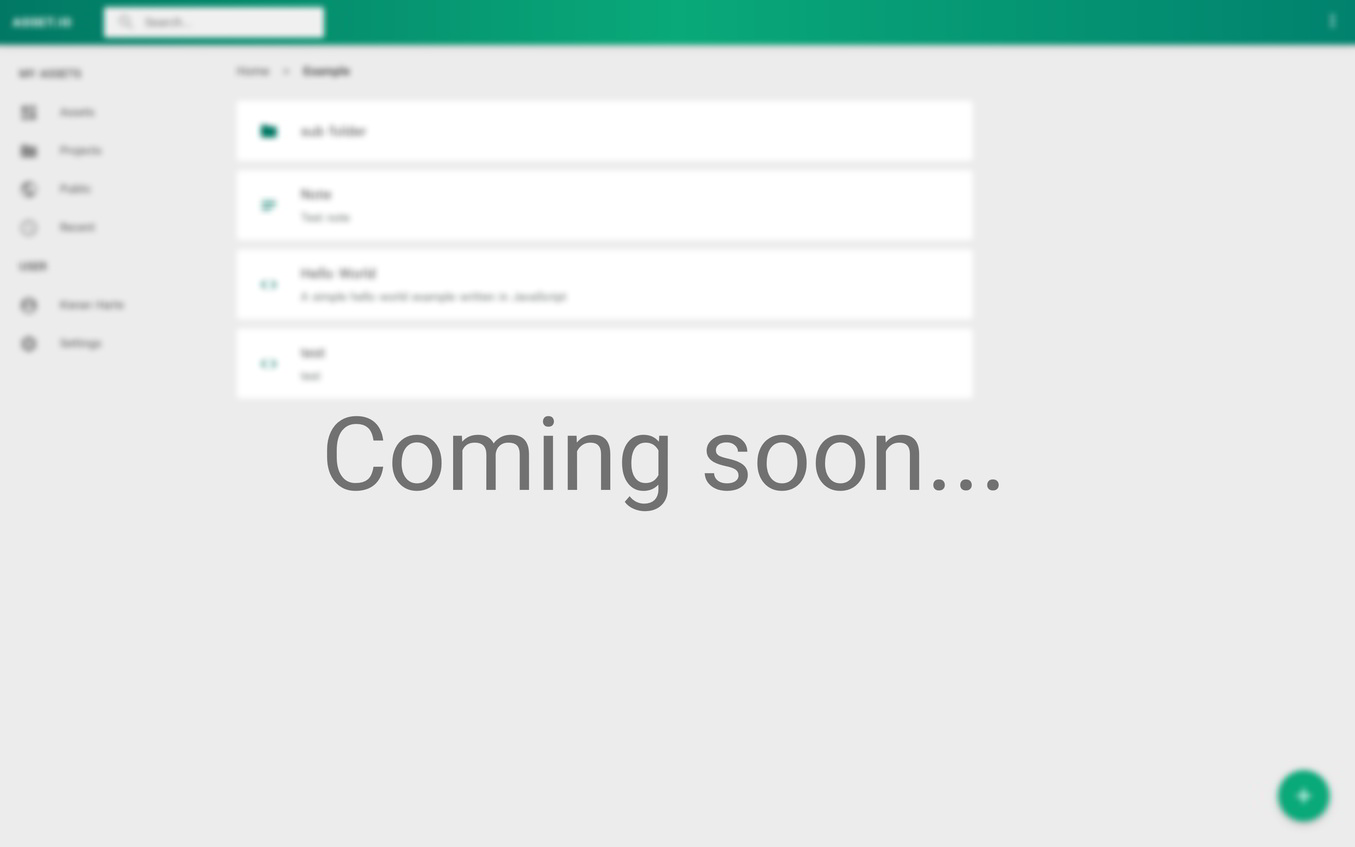 ASSET.IO
Search...
MY ASSETS
Assets
Projects
Public
Recent
USER
Settings
Home
Example
sub folder
Note
Test note
Hello World
A simple hello world example written in JavaScript
test
test
Coming soon...